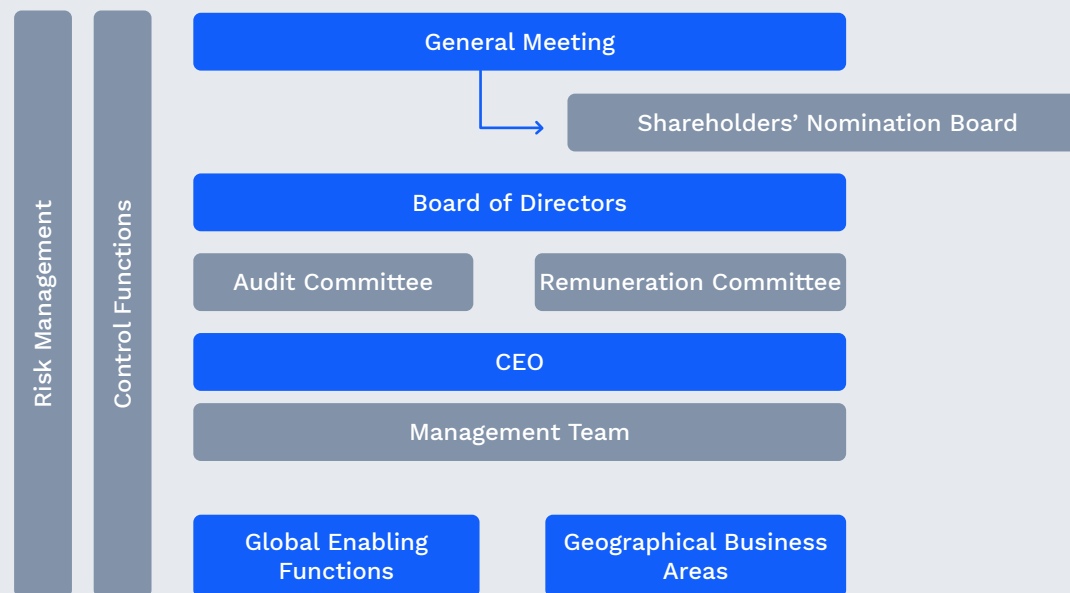 General Meeting
Shareholders’ Nomination Board
Board of Directors
Audit Committee
Remuneration Committee
CEO
Management Team
Global Enabling
Functions
Geographical Business
Areas
Risk Management
Control Functions